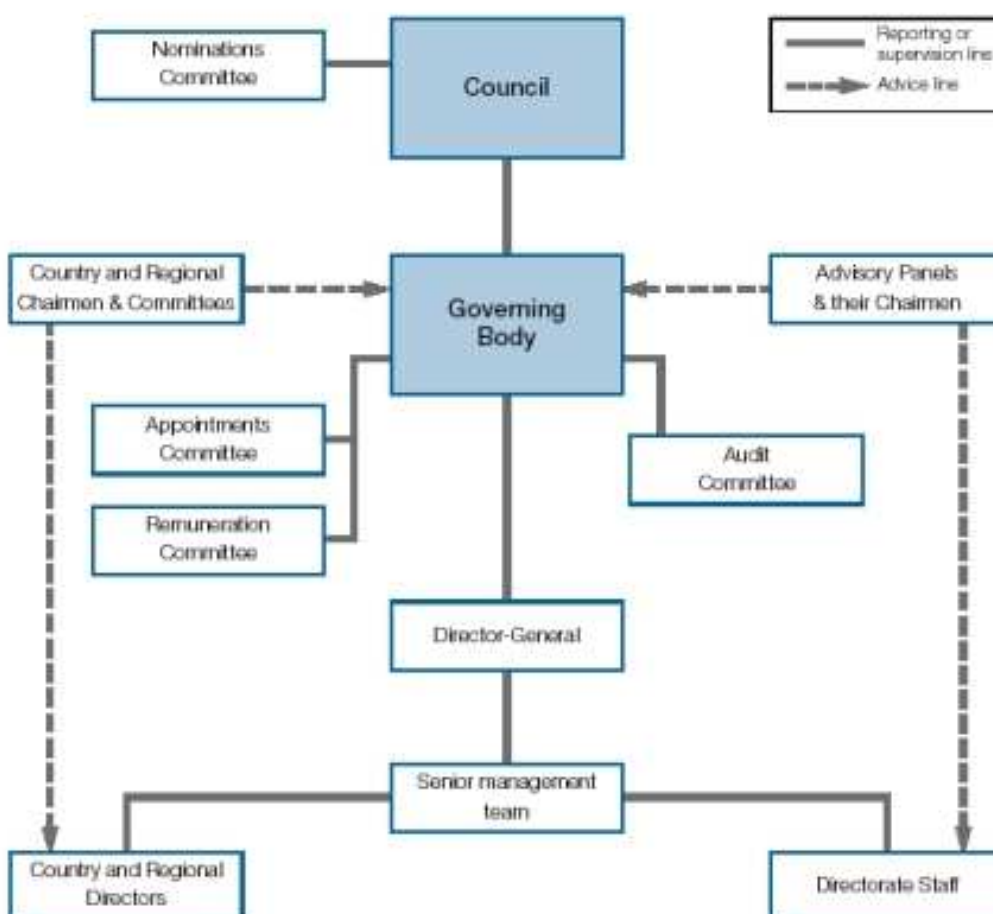 Nominations
Committee
Council
Reporting or
supervision line
Advice line
Country and Regional
Chairmen & Committees
Governing
Body
Advisory Panels
& their Chairmen
Appointments
Committee
Audit
Committee
Remuneration
Committee
Director-General
Senior management
team
Country and Regional
Directors
Directorate Staff